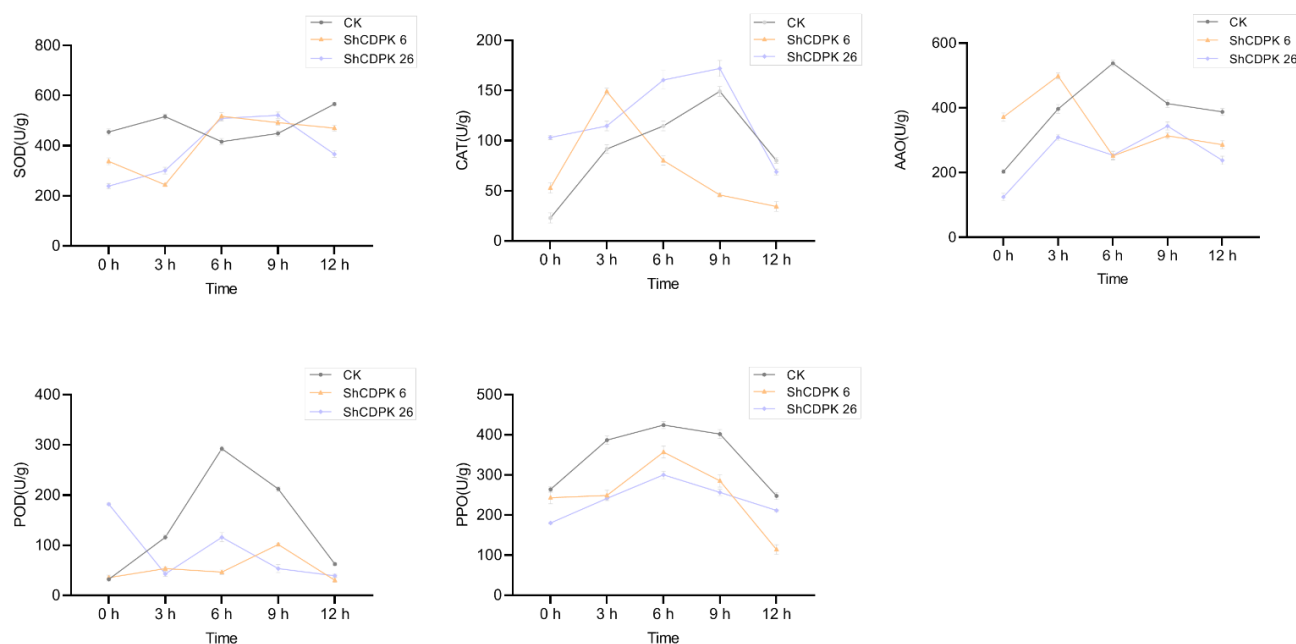 CK
ShCDPK 6
ShCDPK 26
800
600
400
200
0
SOD(U/g)
0 h 3 h 6 h 9 h 12 h
Time
CK
ShCDPK 6
ShCDPK 26
200
150
100
50
0
CAT(U/g)
0 h 3 h 6 h 9 h 12 h
Time
CK
ShCDPK 6
ShCDPK 26
600
400
200
0
AAO(U/g)
0 h 3 h 6 h 9 h 12 h
Time
CK
ShCDPK 6
ShCDPK 26
400
300
200
100
0
POD(U/g)
0 h 3 h 6 h 9 h 12 h
Time
CK
ShCDPK 6
ShCDPK 26
500
400
300
200
100
0
PPO(U/g)
0 h 3 h 6 h 9 h 12 h
Time